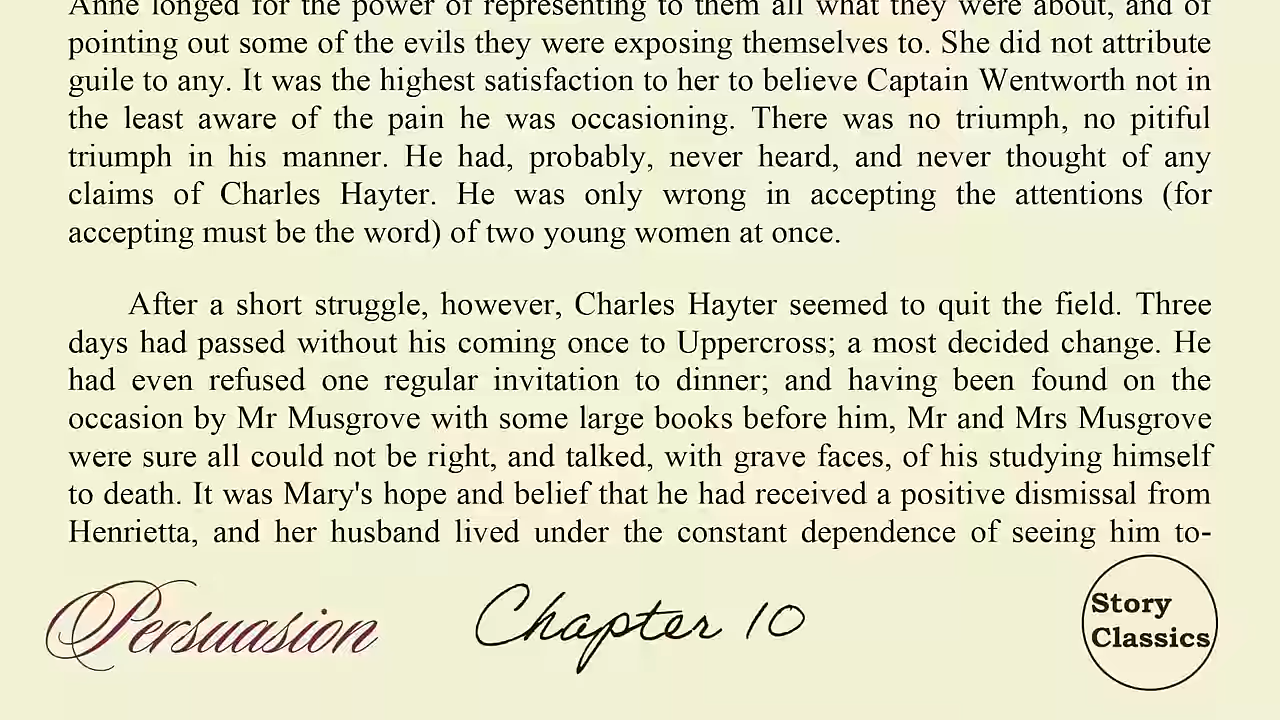 Anne longed for the power of representing to them all what they were about, and of
pointing out some of the evils they were exposing themselves to. She did not attribute
guile to any. It was the highest satisfaction to her to believe Captain Wentworth not in
the least aware of the pain he was occasioning. There was no triumph, no pitiful
triumph in his manner. He had, probably, never heard, and never thought of any
claims of Charles Hayter. He was only wrong in accepting the attentions (for
accepting must be the word) of two young women at once.
After a short struggle, however, Charles Hayter seemed to quit the field. Three
days had passed without his coming once to Uppercross; a most decided change. He
had even refused one regular invitation to dinner; and having been found on the
occasion by Mr Musgrove with some large books before him, Mr and Mrs Musgrove
were sure all could not be right, and talked, with grave faces, of his studying himself
to death. It was Mary's hope and belief that he had received a positive dismissal from
Henrietta, and her husband lived under the constant dependence of seeing him to-
Persuasion
Chapter 10
Story
Classics